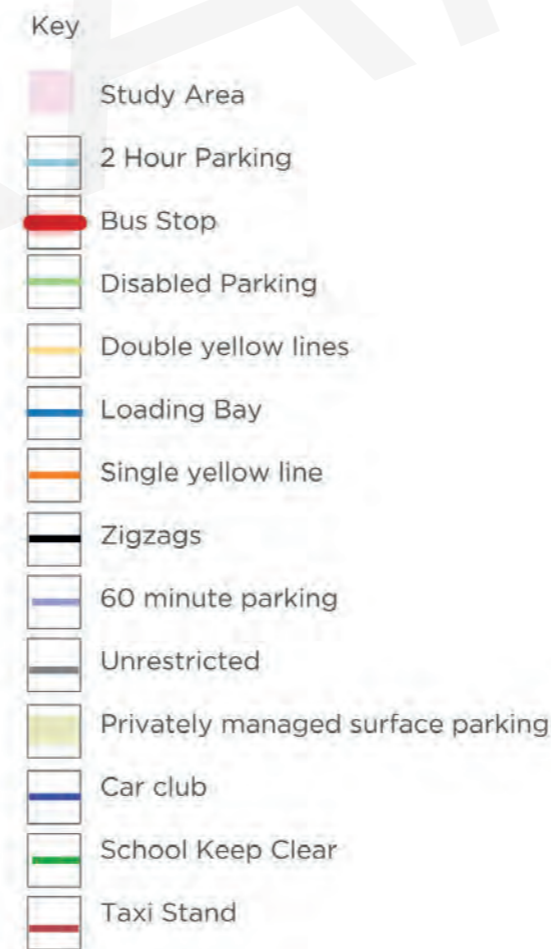 Key
Study Area
2 Hour Parking
Bus Stop
Disabled Parking
Double yellow lines
Loading Bay
Single yellow line
Zigzags
60 minute parking
Unrestricted
Privately managed surface parking
Car club
School Keep Clear
Taxi Stand